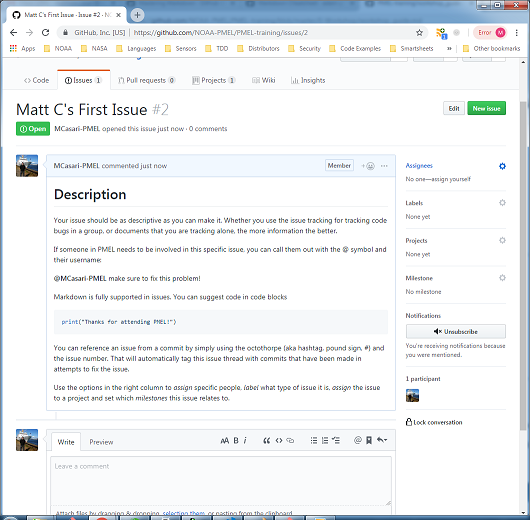 Matt C's First Issue · Issue #2 · N
GitHub, Inc. [US] https://github.com/NOAA-PMEL/PMEL-training/issues/2 Error M
Apps NOAA NASA Languages Sensors TDD Distributors Security Code Examples Smartsheets » Other bookmarks
Code Issues 1 Pull requests 0 Projects 1 Wiki Insights
Matt C's First Issue #2 Edit New issue
Open MCasari-PMEL opened this issue just now · 0 comments
MCasari-PMEL commented just now Member
Description
Your issue should be as descriptive as you can make it. Whether you use the issue tracking for tracking code
bugs in a group, or documents that you are tracking alone, the more information the better.
If someone in PMEL needs to be involved in this specific issue, you can call them out with the @ symbol and
their username:
@MCasari-PMEL make sure to fix this problem!
Markdown is fully supported in issues. You can suggest code in code blocks
print("Thanks for attending PMEL!")
You can reference an issue from a commit by simply using the octothorpe (aka hashtag, pound sign, #) and
the issue number. That will automatically tag this issue thread with commits that have been made in
attempts to fix the issue.
Use the options in the right column to assign specific people, label what type of issue it is, assign the issue
to a project and set which milestones this issue relates to.
Assignees
No one—assign yourself
Labels
None yet
Projects
None yet
Milestone
No milestone
Notifications
Unsubscribe
You're receiving notifications because
you were mentioned.
1 participant
Lock conversation
Write Preview AA B i
Leave a comment
Attach files by dragging & dropping, selecting them, or pasting from the clipboard.